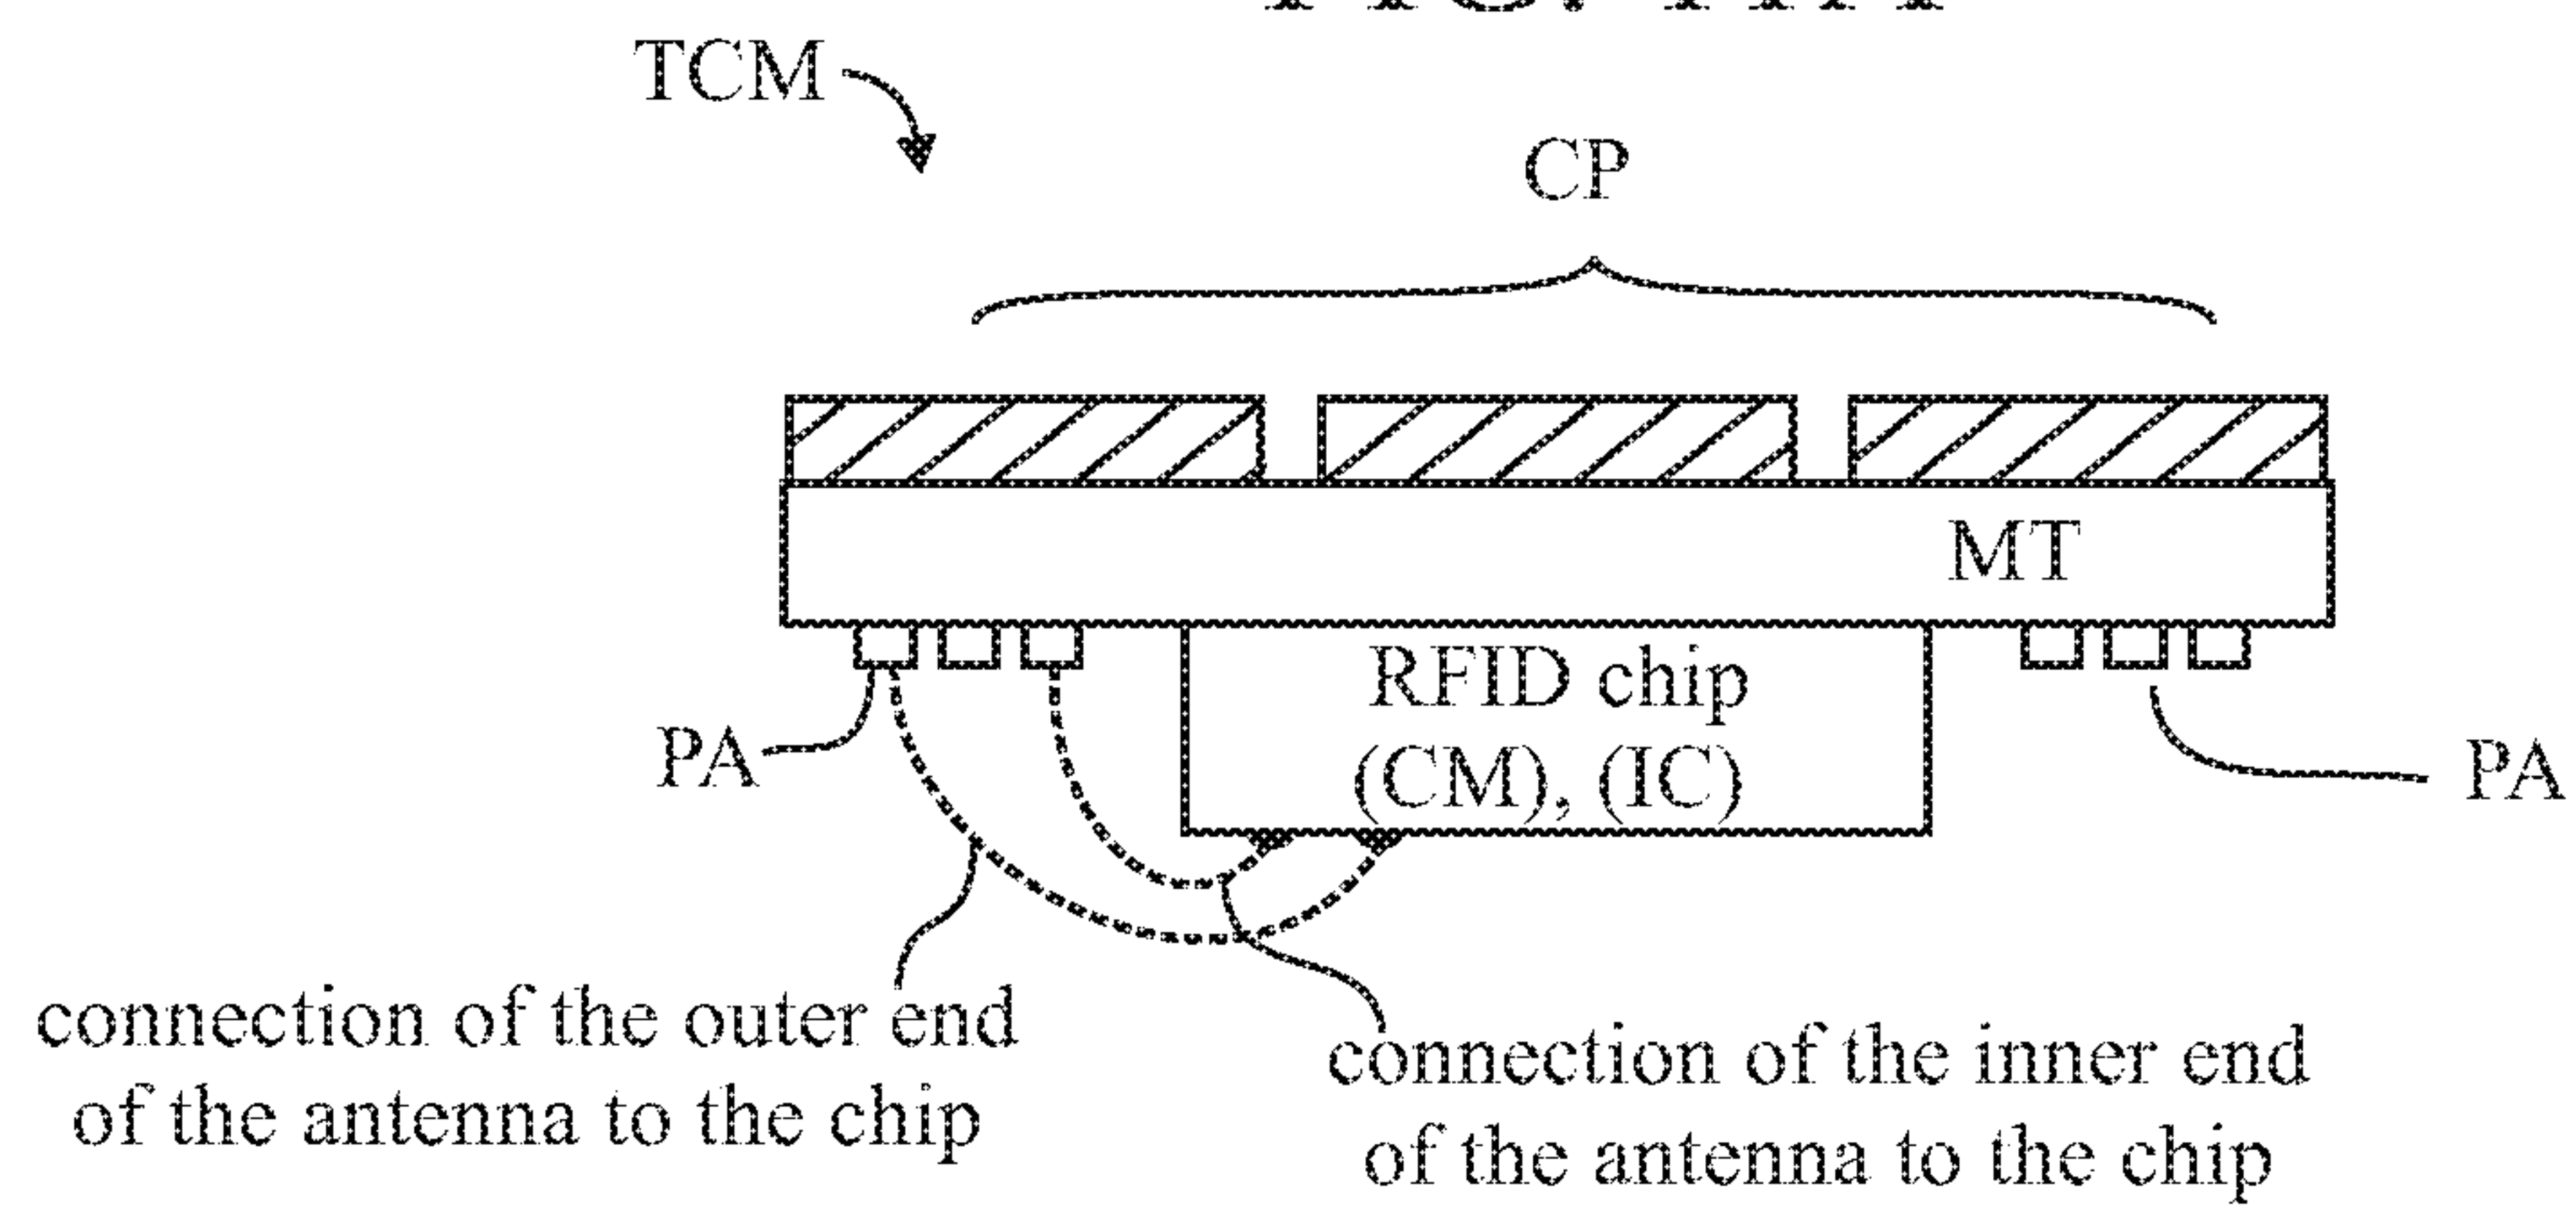 TCM
CP
MT
RFID chip
(CM), (IC)
PA
PA
connection of the outer end
of the antenna to the chip
connection of the inner end
of the antenna to the chip